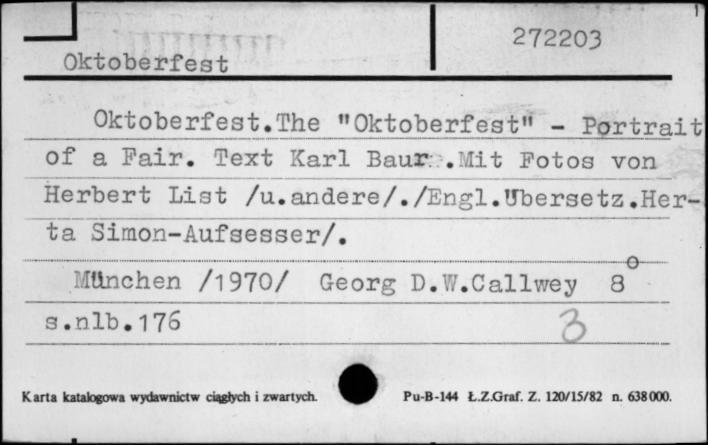 272203
Oktoberfest
Oktoberfest.The "Oktoberfest" - Portrait
of a Fair. Text Karl Baur .Mit Fotos von
Herbert List /u.andere/./Engl.Übersetz.Her-
ta Simon-Aufsesser/.
München /1970/ Georg D.W.Callwey 8°
s.nlb.176
3
Karta katalogowa wydawnictw ciągłych i zwartych. Pu-B-144 Ł.Z.Graf. Z. 120/15/82 n. 638000.